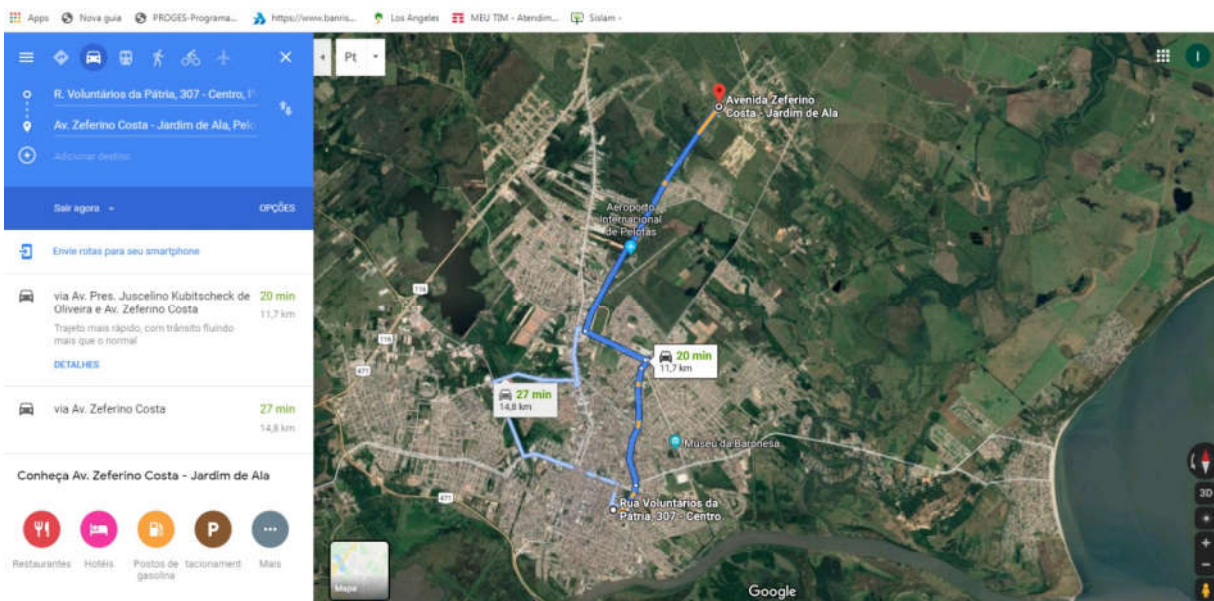 Apps
Nova guia
PROGES-Programa...
https://www.banris...
Los Angeles
MEU TIM - Atendim...
Sislam -
R. Voluntários da Pátria, 307 - Centro,
Av. Zeferino Costa - Jardim de Ala, Pelo
Adicionar destino
Sair agora
OPÇÕES
Envie rotas para seu smartphone
via Av. Pres. Juscelino Kubitscheck de
Oliveira e Av. Zeferino Costa
20 min
11,7 km
Trajeto mais rápido, com trânsito fluindo
mais que o normal
DETALHES
via Av. Zeferino Costa
27 min
14,8 km
Conheça Av. Zeferino Costa - Jardim de Ala
P
Restaurantes
Hotéis
Postos de
gasolina
tacionament
Mais
Pt
I
Avenida Zeferino
Costa - Jardim de Ala
Aeroporto
Internacional
de Pelotas
116
116
471
20 min
11,7 km
27 min
14,8 km
Museu da Baronesa
471
Rua Voluntários da
Pátria, 307 - Centro
Mapa
Google
3D